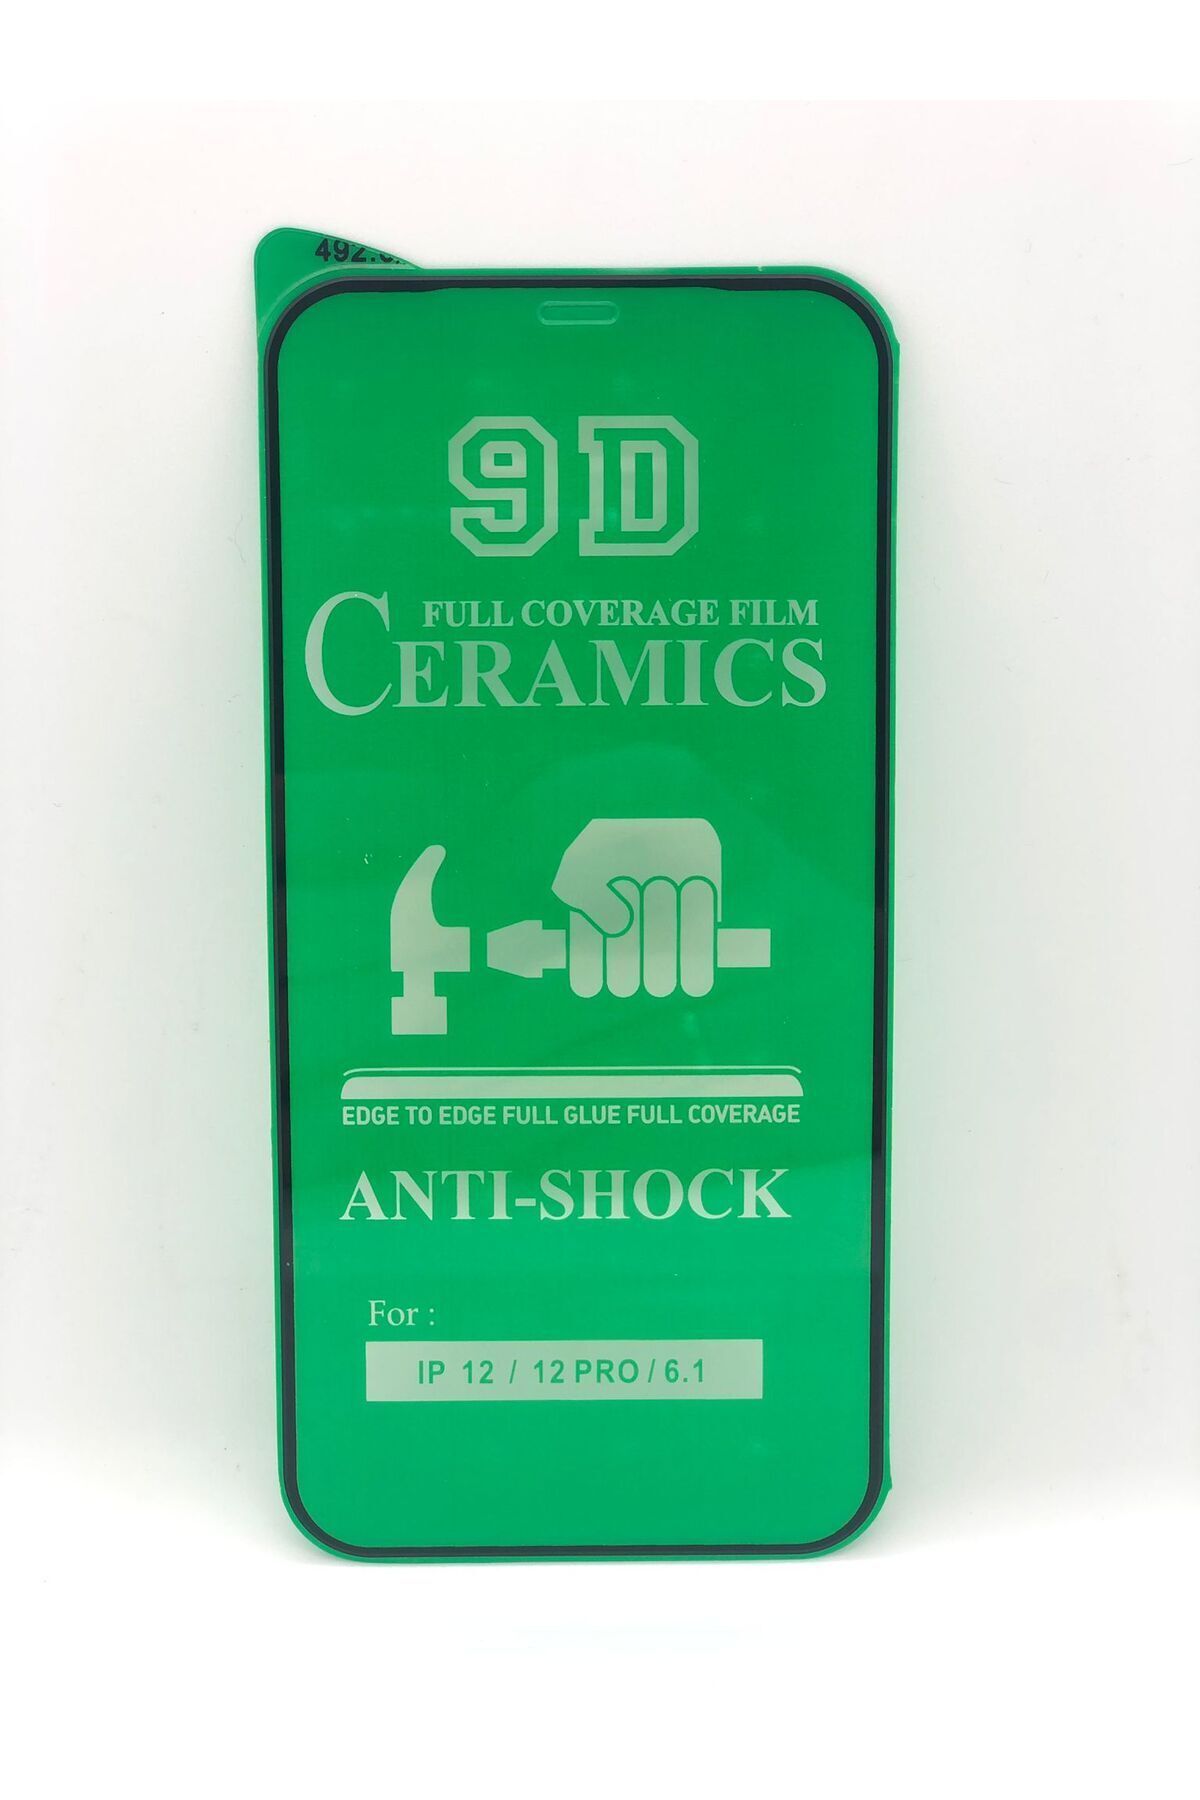 9D
FULL COVERAGE FILM
CERAMICS
EDGE TO EDGE FULL GLUE FULL COVERAGE
ANTI-SHOCK
For :
IP 12 / 12 PRO / 6.1